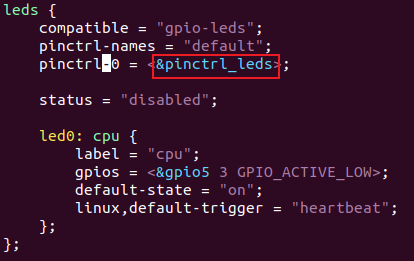 leds {
compatible = "gpio-leds";
pinctrl-names = "default";
pinctrl-0 = <&pinctrl_leds>;
status = "disabled";
led0: cpu {
label = "cpu";
gpios = <&gpio5 3 GPIO_ACTIVE_LOW>;
default-state = "on";
linux,default-trigger = "heartbeat";
};
};